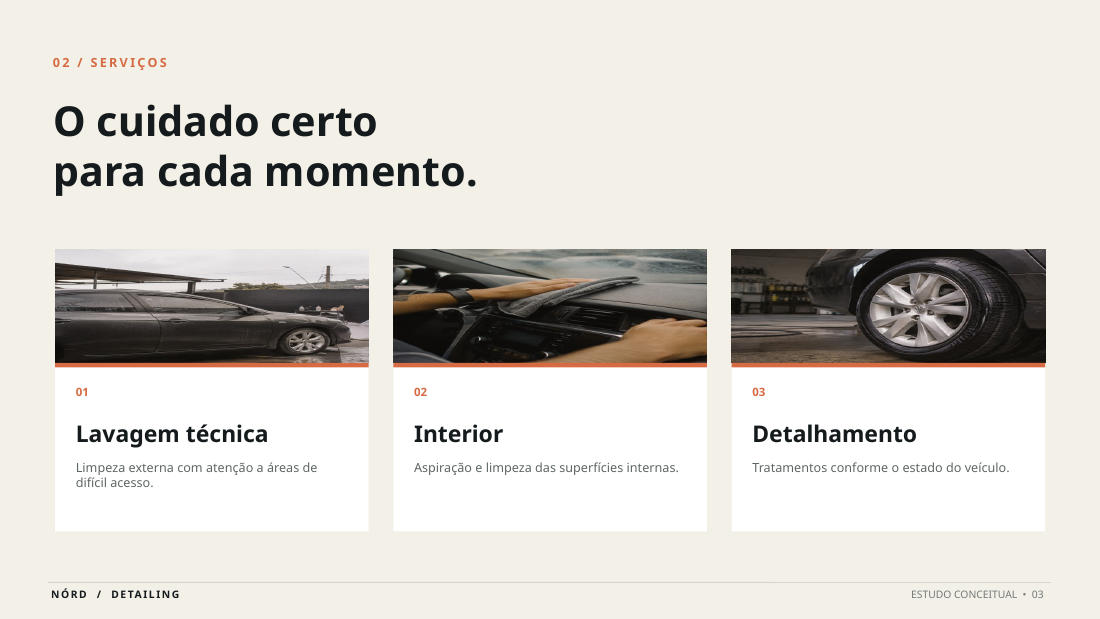 02 / SERVIÇOS
O cuidado certo
para cada momento.
01
Lavagem técnica
Limpeza externa com atenção a áreas de
difícil acesso.
02
Interior
Aspiração e limpeza das superfícies internas.
03
Detalhamento
Tratamentos conforme o estado do veículo.
NÓRD / DETAILING
ESTUDO CONCEITUAL • 03